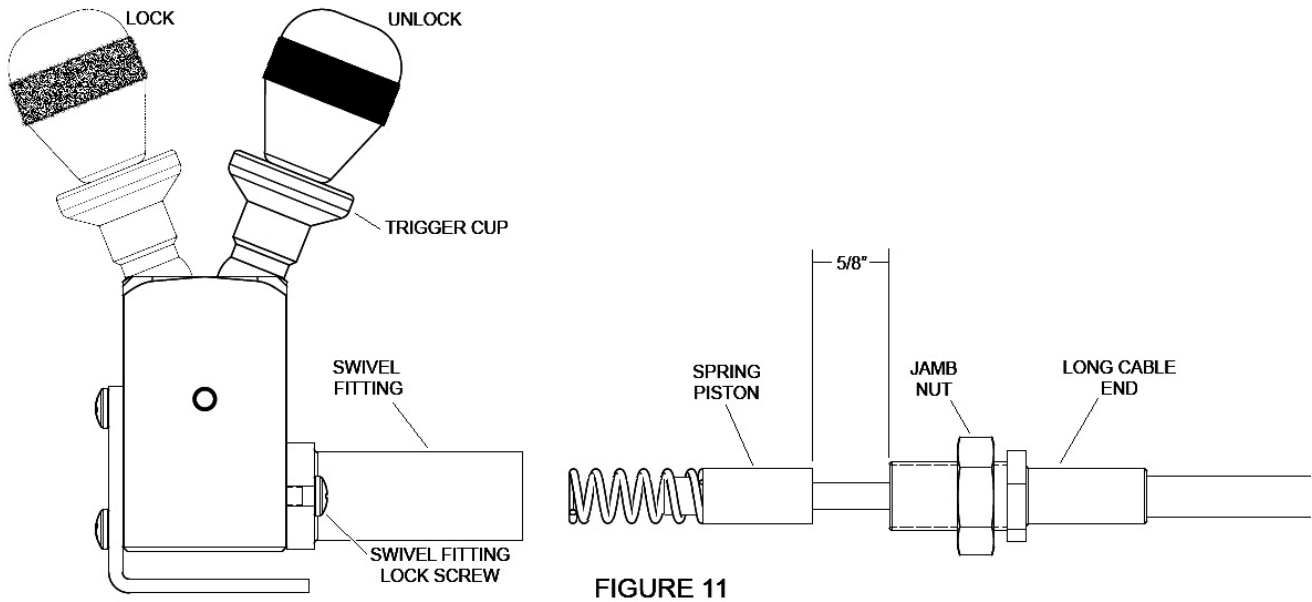 LOCK
UNLOCK
TRIGGER CUP
5/8"
SWIVEL
FITTING
SPRING
PISTON
JAMB
NUT
LONG CABLE
END
SWIVEL FITTING
LOCK SCREW
FIGURE 11